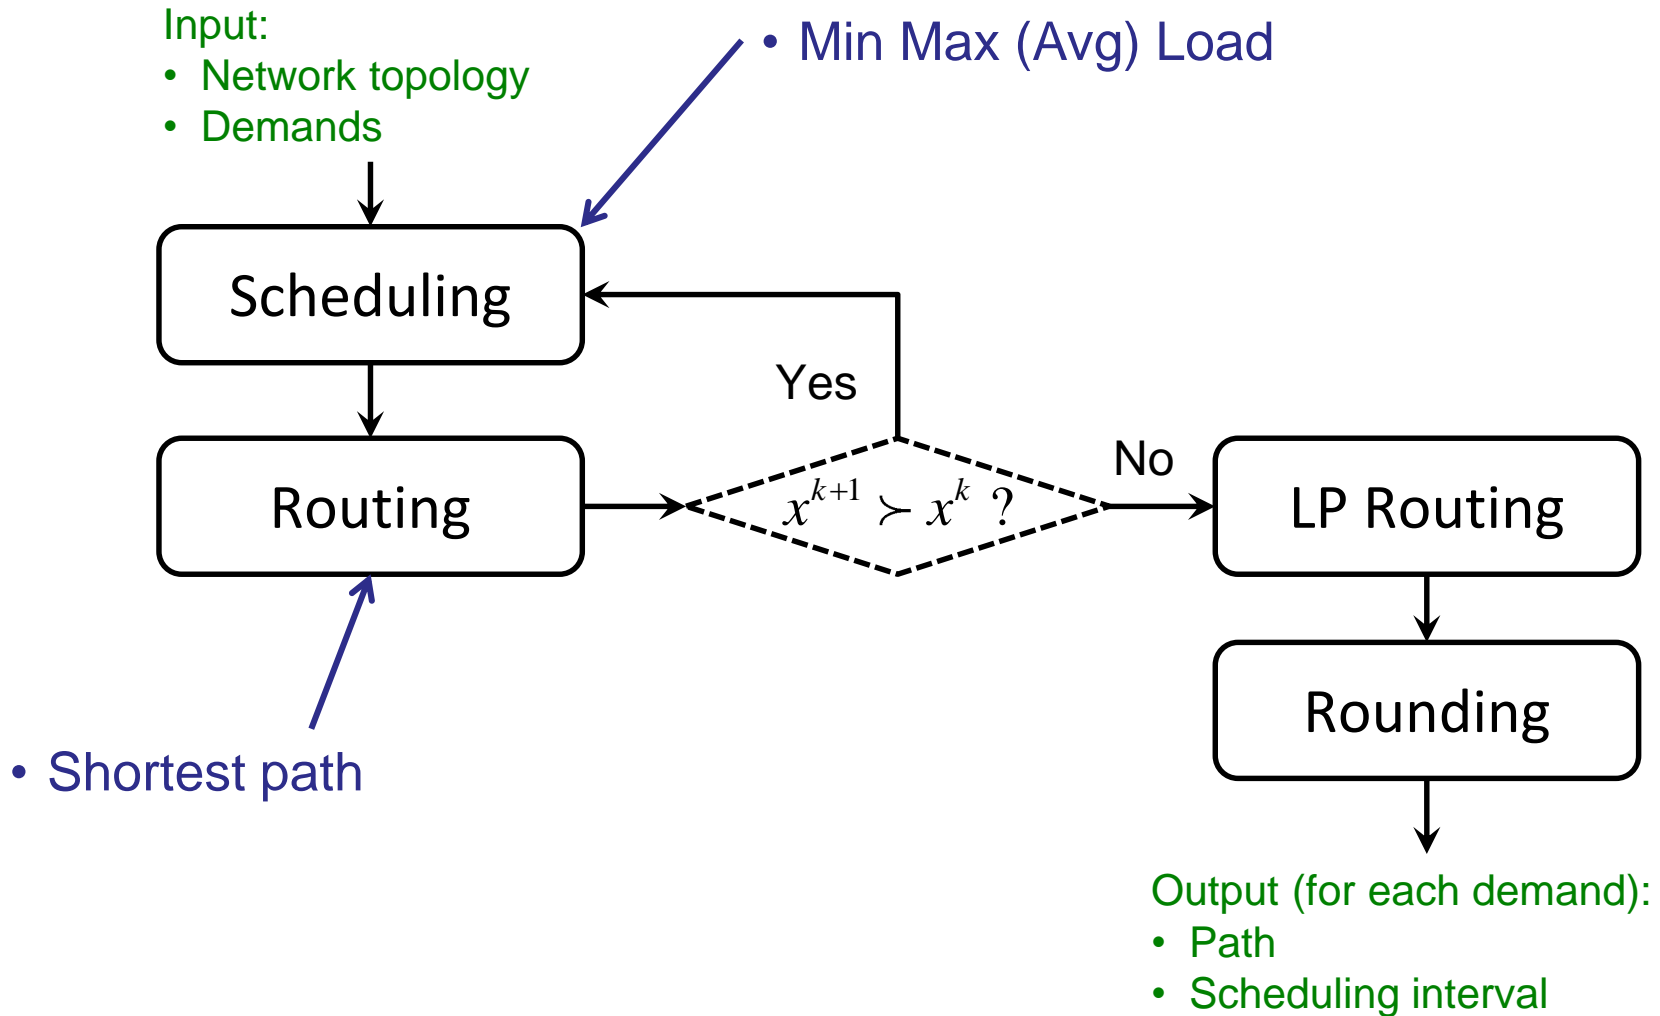 Input:
• Network topology
• Demands
• Min Max (Avg) Load
Scheduling
Yes
Routing
x^{k+1} ≻ x^k ?
No
LP Routing
Rounding
• Shortest path
Output (for each demand):
• Path
• Scheduling interval